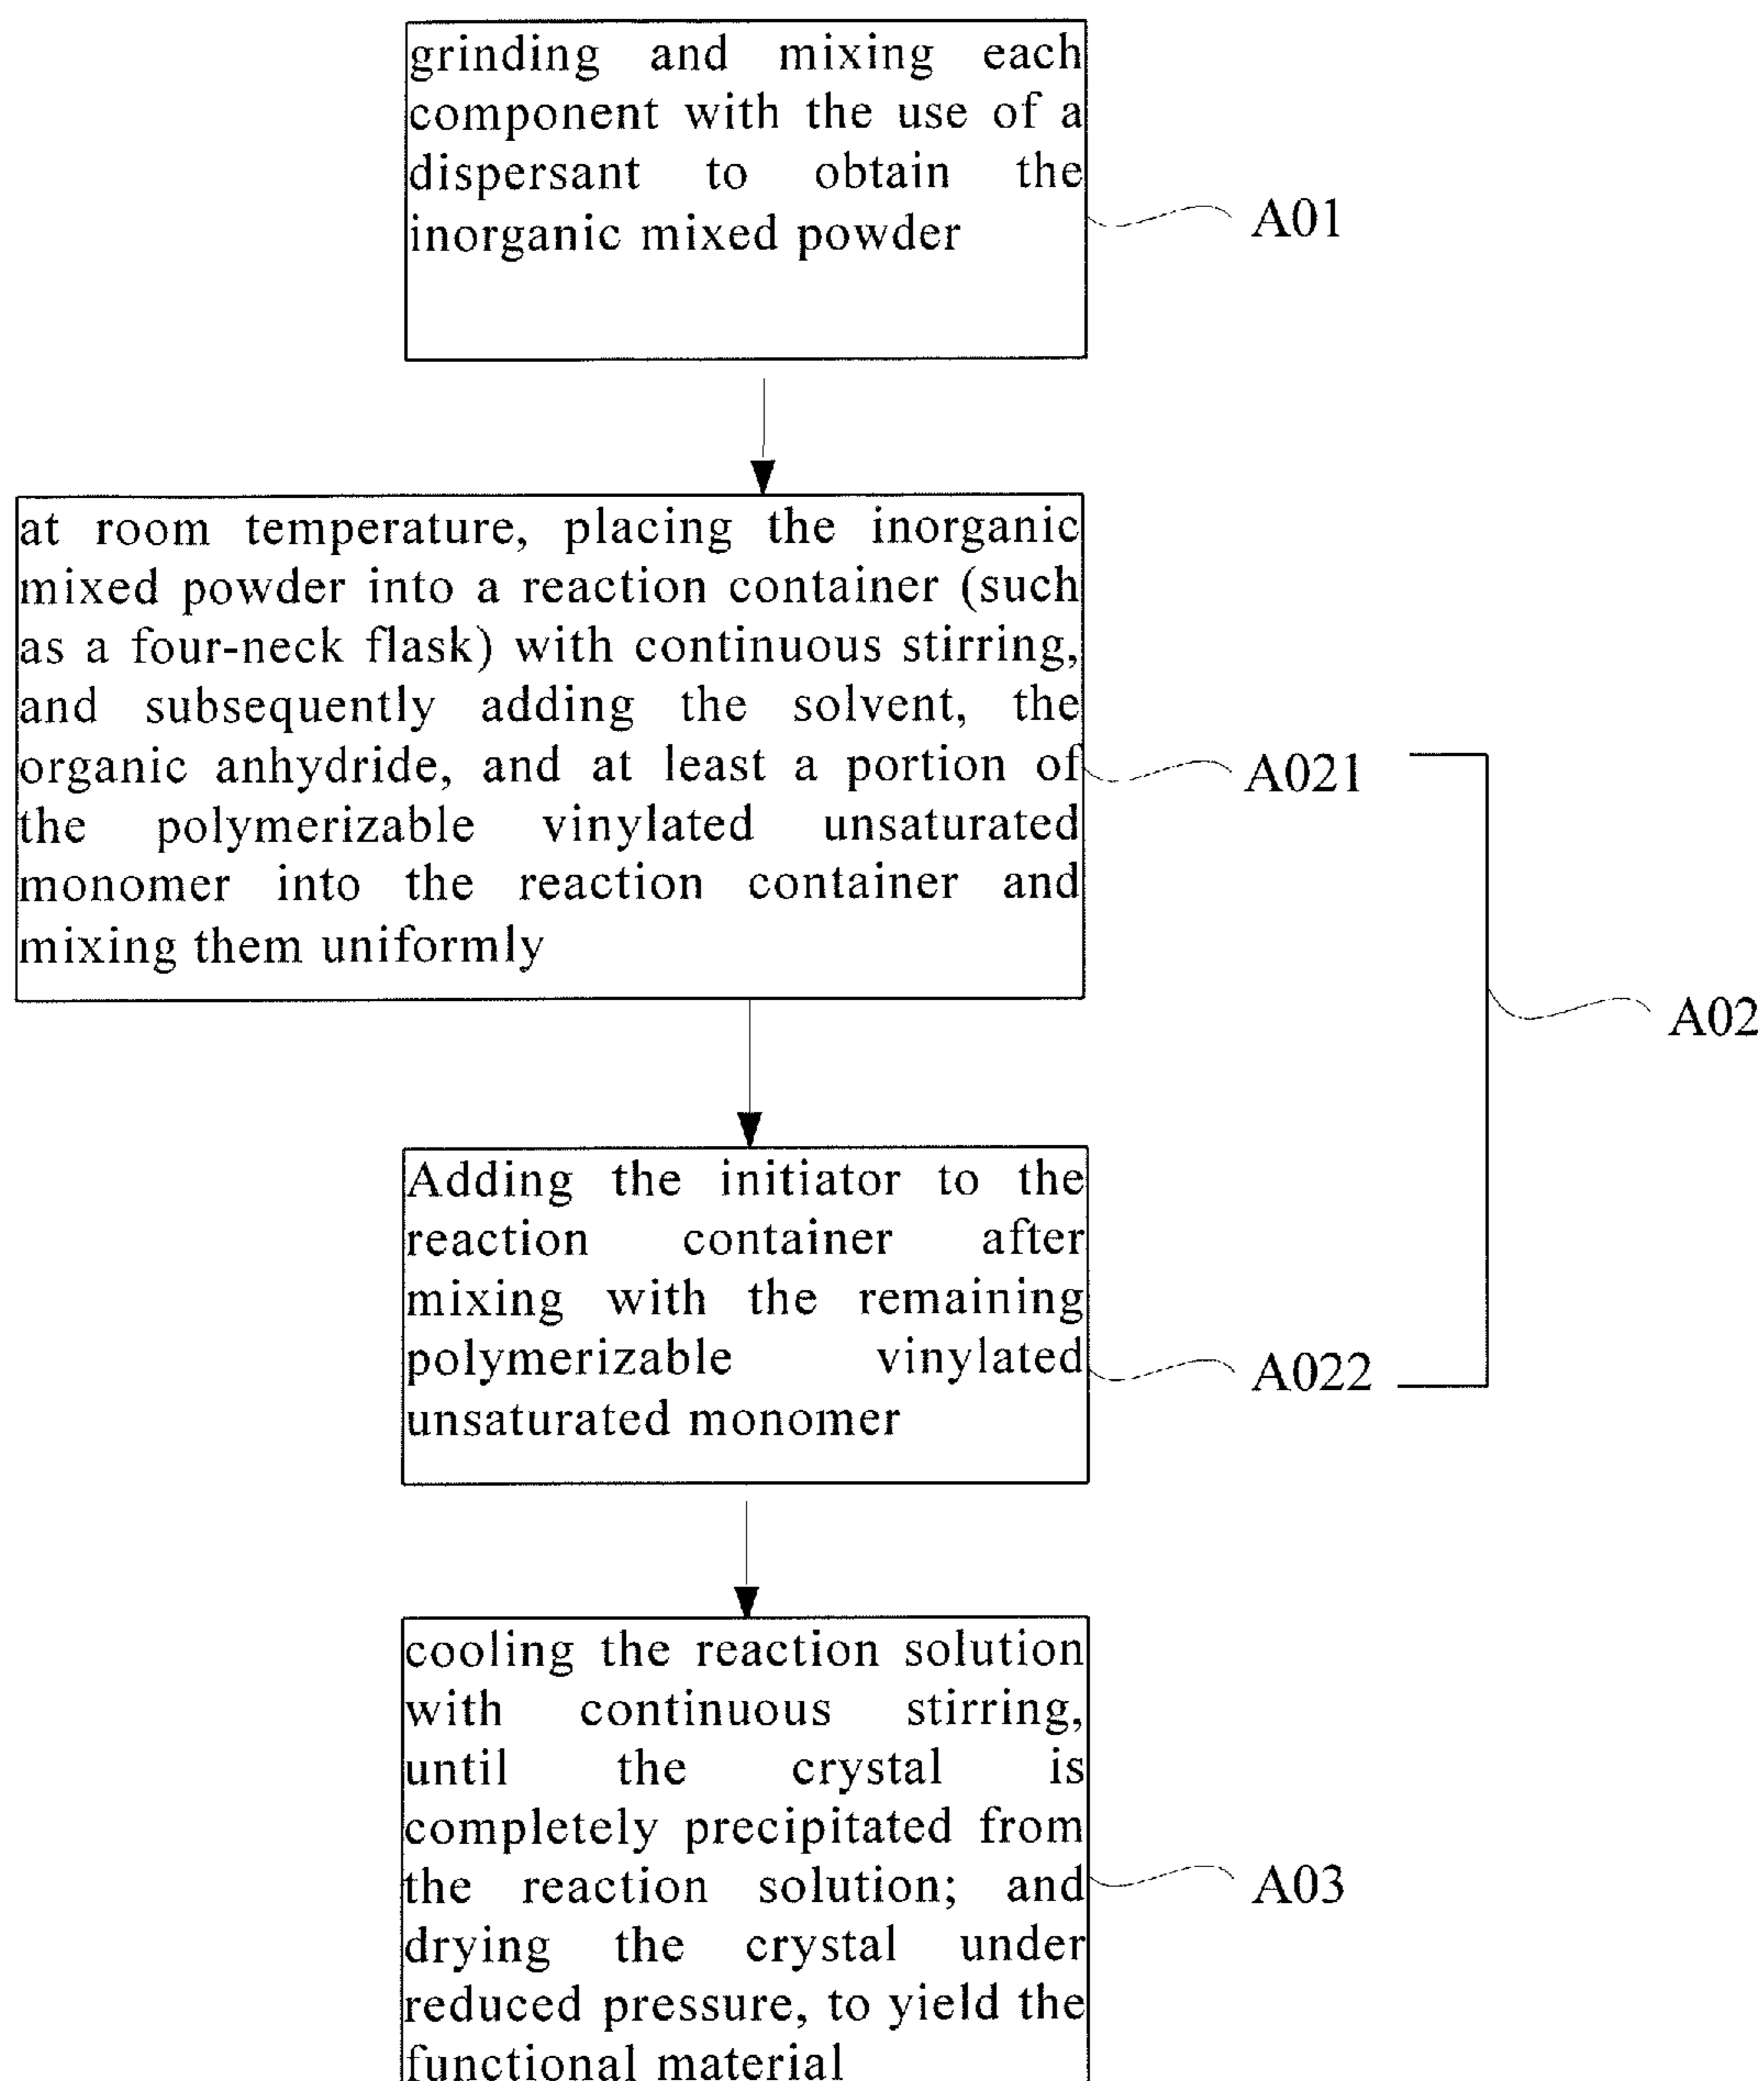 grinding and mixing each
component with the use of a
dispersant to obtain the
inorganic mixed powder
A01
at room temperature, placing the inorganic
mixed powder into a reaction container (such
as a four-neck flask) with continuous stirring,
and subsequently adding the solvent, the
organic anhydride, and at least a portion of
the polymerizable vinylated unsaturated
monomer into the reaction container and
mixing them uniformly
A021
A02
Adding the initiator to the
reaction container after
mixing with the remaining
polymerizable vinylated
unsaturated monomer
A022
cooling the reaction solution
with continuous stirring,
until the crystal is
completely precipitated from
the reaction solution; and
drying the crystal under
reduced pressure, to yield the
functional material
A03